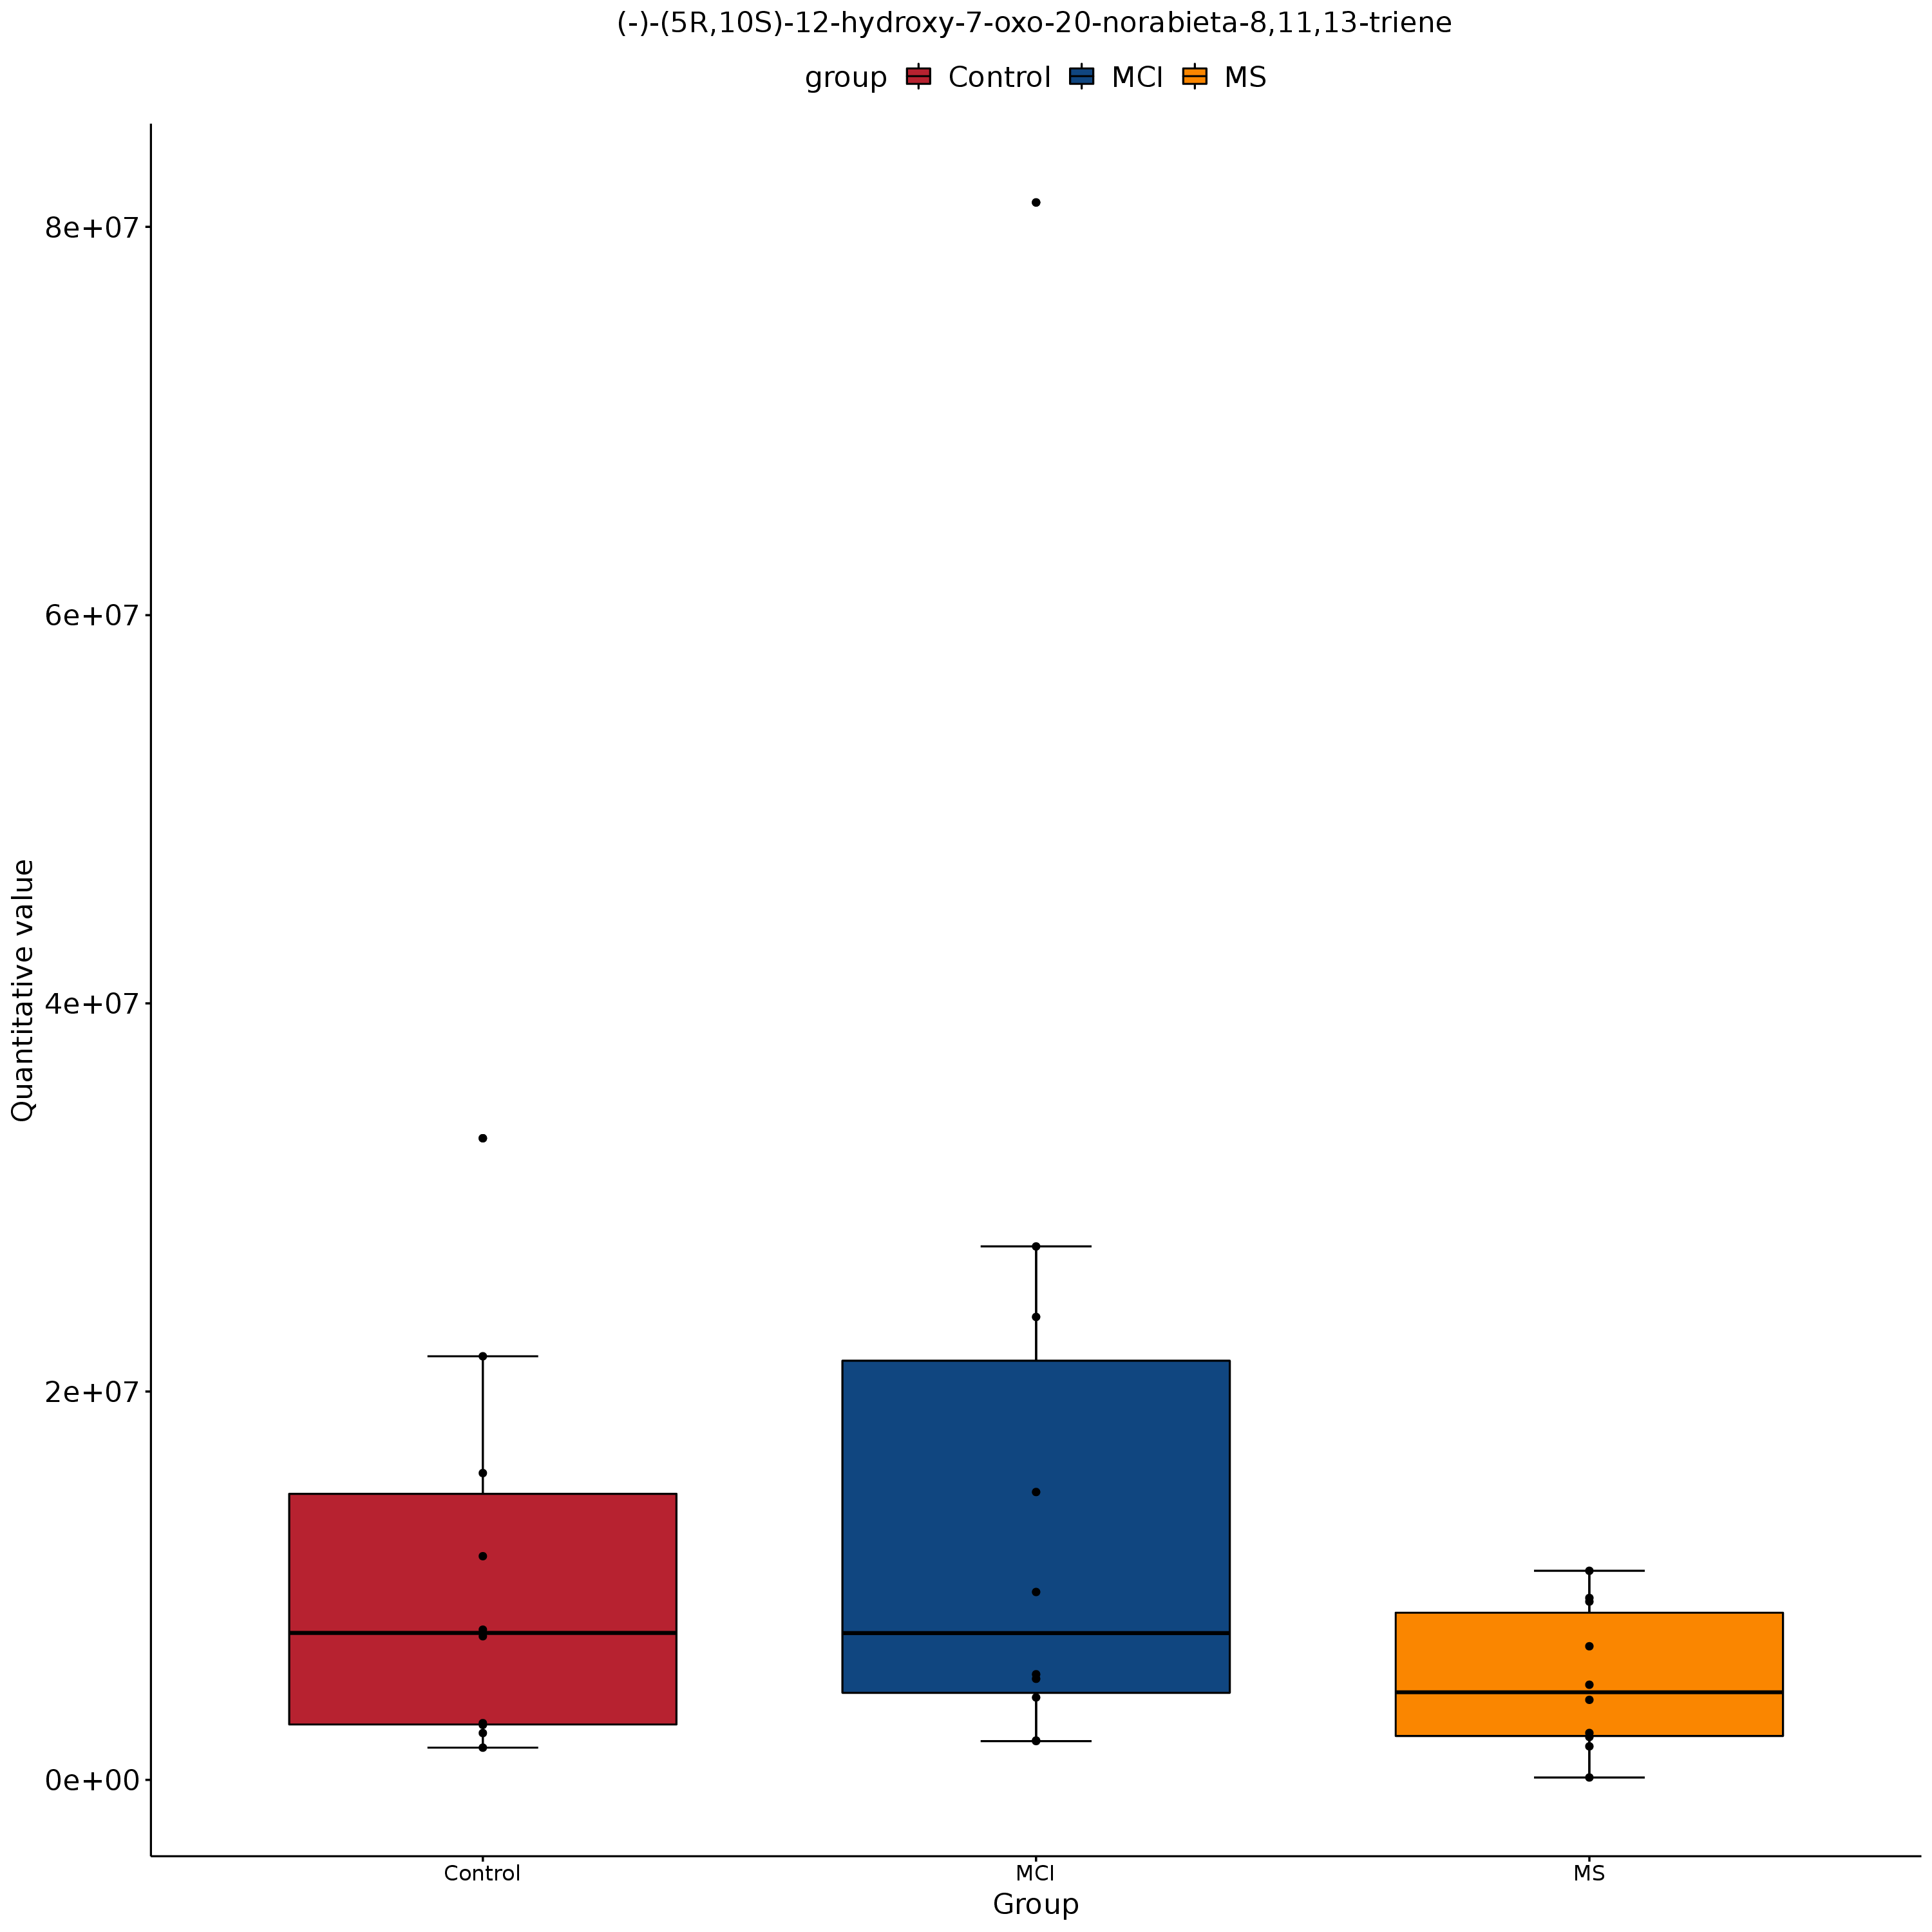 (-)-(5R,10S)-12-hydroxy-7-oxo-20-norabieta-8,11,13-triene
group Control MCI MS
8e+07
6e+07
4e+07
2e+07
0e+00
Quantitative value
Control MCI MS
Group